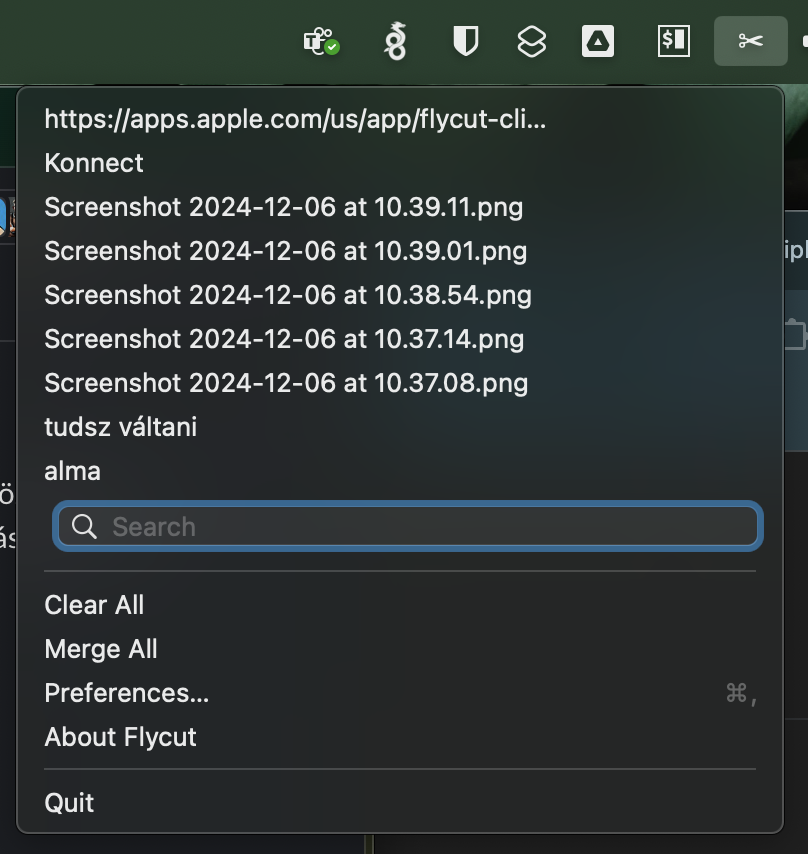 https://apps.apple.com/us/app/flycut-cli...
Konnect
Screenshot 2024-12-06 at 10.39.11.png
Screenshot 2024-12-06 at 10.39.01.png
Screenshot 2024-12-06 at 10.38.54.png
Screenshot 2024-12-06 at 10.37.14.png
Screenshot 2024-12-06 at 10.37.08.png
tudsz váltani
alma
Search
Clear All
Merge All
Preferences... ⌘,
About Flycut
Quit